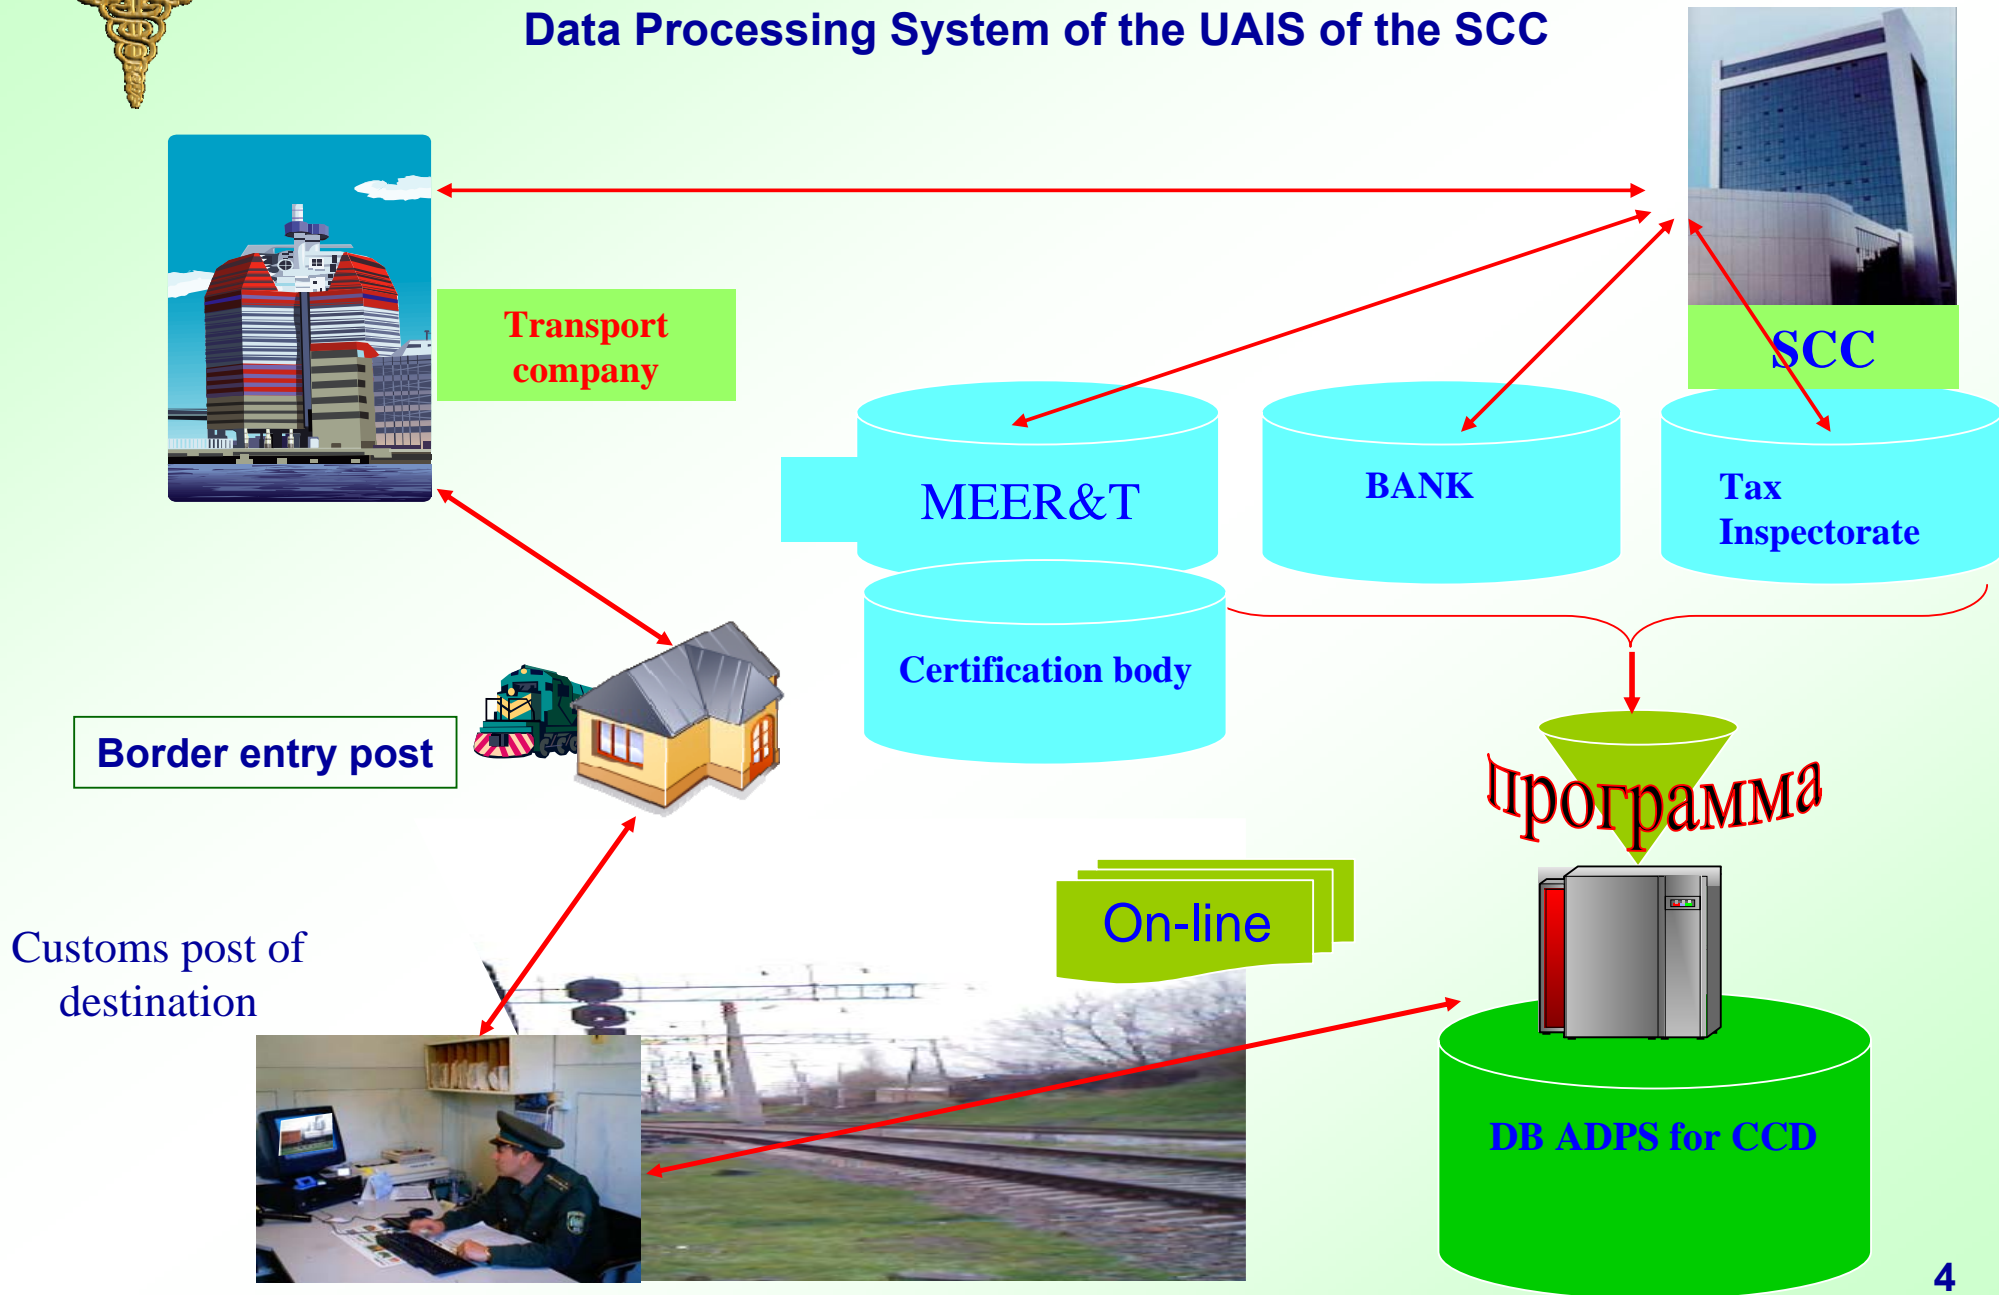 Data Processing System of the UAIS of the SCC
Transport
company
SCC
MEER&T
BANK
Tax
Inspectorate
Certification body
Border entry post
программа
On-line
Customs post of
destination
DB ADPS for CCD
4